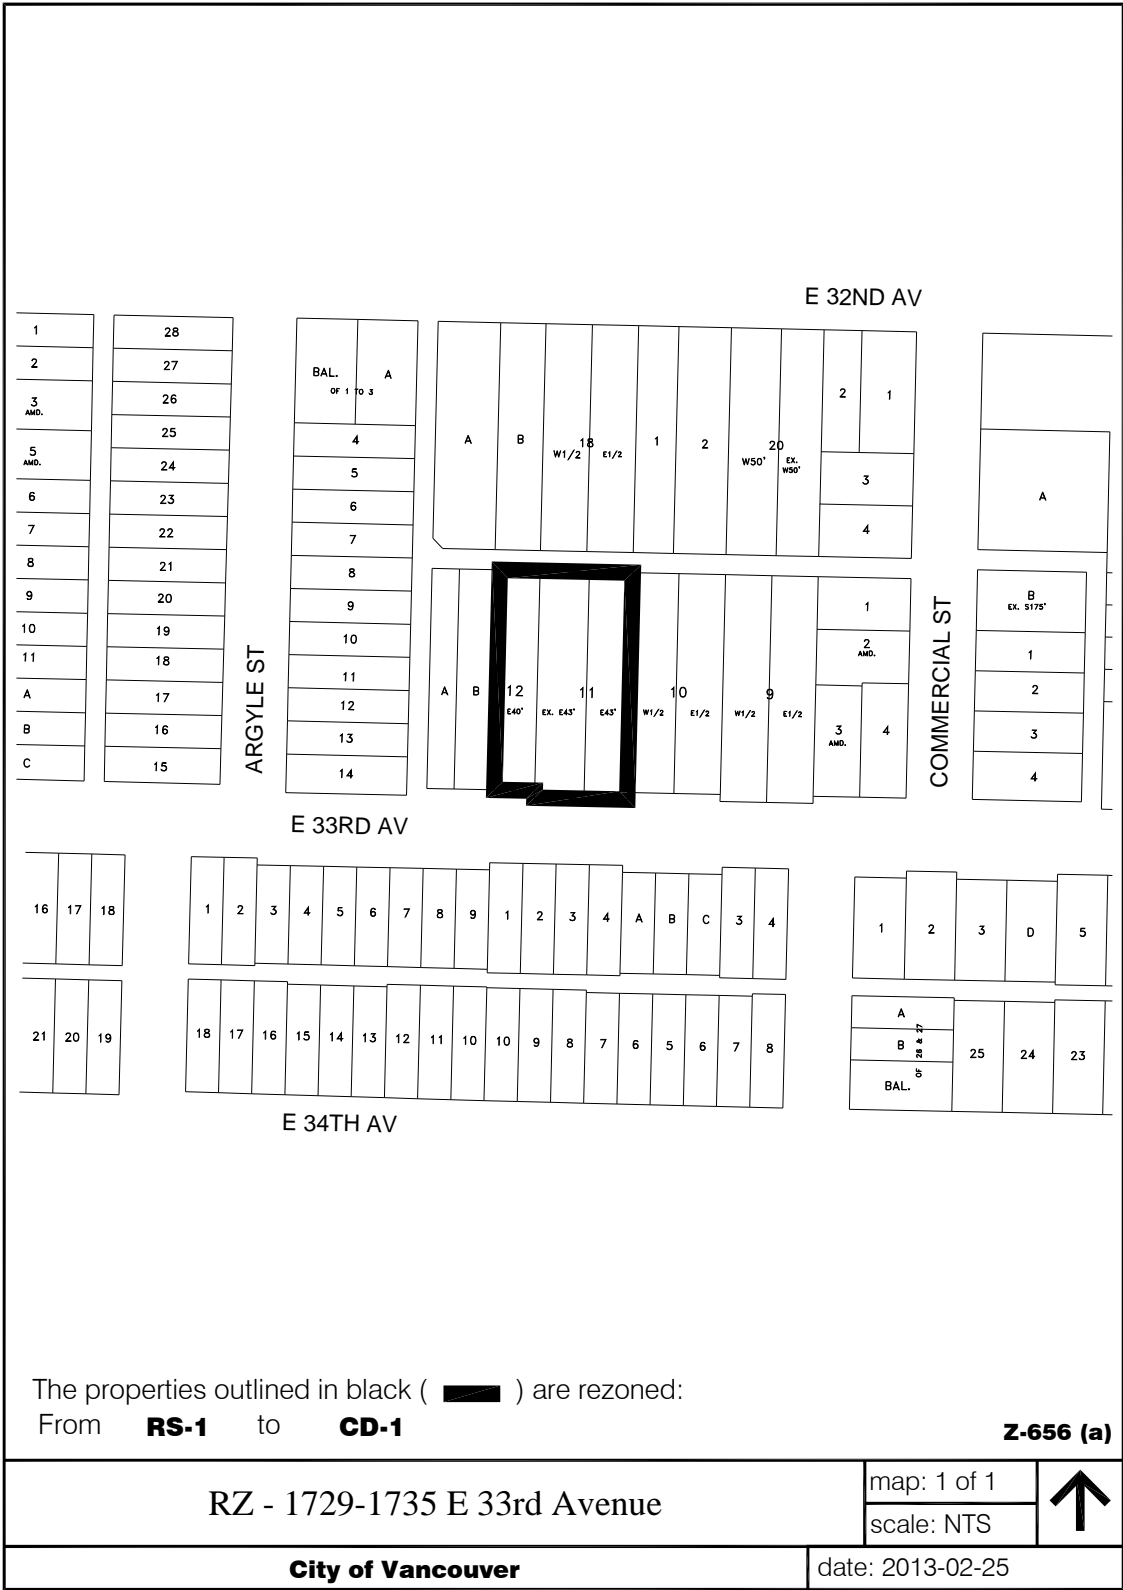 E 32ND AV
1
2
3
AMD.
5
AMD.
6
7
8
9
10
11
A
B
C
28
27
26
25
24
23
22
21
20
19
18
17
16
15
ARGYLE ST
BAL. A
OF 1 TO 3
4
5
6
7
8
9
10
11
12
13
14
A B 18 1 2 20
W1/2 E1/2 W50' EX. W50'
2 1
3
4
A B 12 11 10 9
E40' EX. E43' E43' W1/2 E1/2 W1/2 E1/2
1
2
AMD.
3
AMD.
4
COMMERCIAL ST
A
B
EX. S175'
1
2
3
4
E 33RD AV
16 17 18
1 2 3 4 5 6 7 8 9 1 2 3 4 A B C 3 4
1 2 3 D 5
21 20 19
18 17 16 15 14 13 12 11 10 10 9 8 7 6 5 6 7 8
A
B
BAL.
OF 26 & 27
25 24 23
E 34TH AV
The properties outlined in black ( ) are rezoned:
From RS-1 to CD-1
Z-656 (a)
RZ - 1729-1735 E 33rd Avenue
map: 1 of 1
scale: NTS
City of Vancouver
date: 2013-02-25